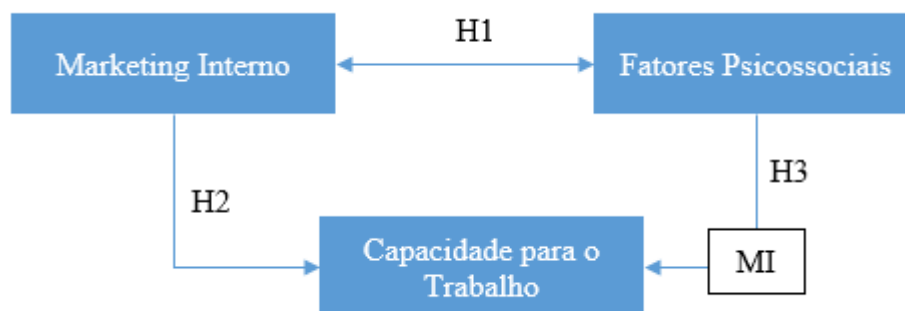 H1
Marketing Interno
Fatores Psicossociais
H2
H3
Capacidade para o
Trabalho
MI